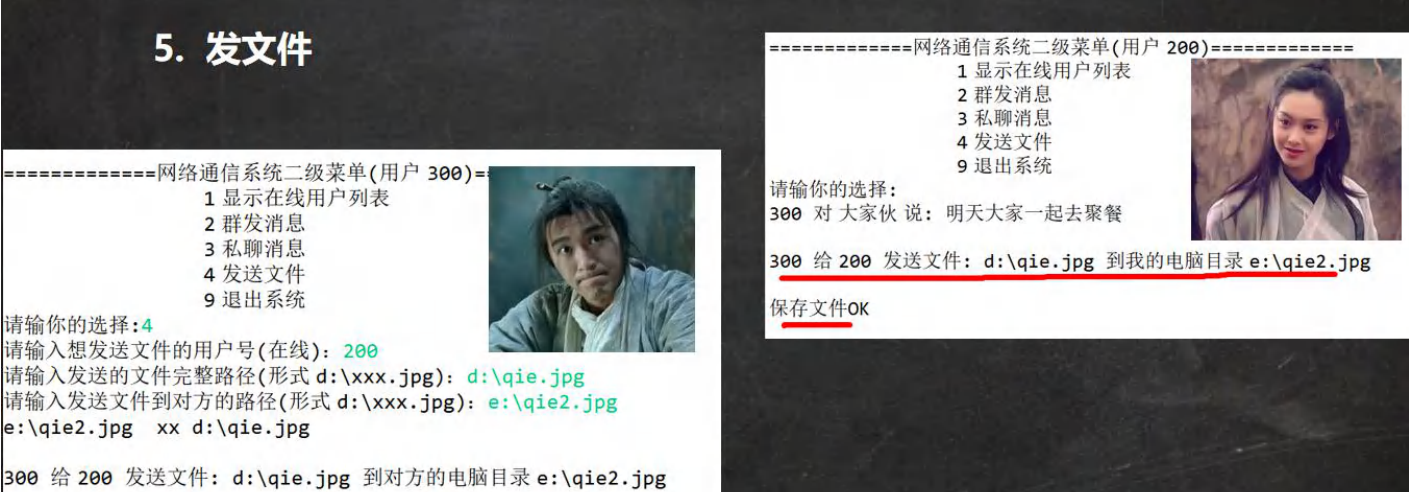 5. 发文件
=============网络通信系统二级菜单(用户 300)=
1 显示在线用户列表
2 群发消息
3 私聊消息
4 发送文件
9 退出系统
请输你的选择:4
请输入想发送文件的用户号(在线): 200
请输入发送的文件完整路径(形式 d:\xxx.jpg): d:\qie.jpg
请输入发送文件到对方的路径(形式 d:\xxx.jpg): e:\qie2.jpg
e:\qie2.jpg  xx d:\qie.jpg
300 给 200 发送文件: d:\qie.jpg 到对方的电脑目录 e:\qie2.jpg
=============网络通信系统二级菜单(用户 200)=============
1 显示在线用户列表
2 群发消息
3 私聊消息
4 发送文件
9 退出系统
请输你的选择:
300 对 大家伙 说: 明天大家一起去聚餐
300 给 200 发送文件: d:\qie.jpg 到我的电脑目录 e:\qie2.jpg
保存文件OK